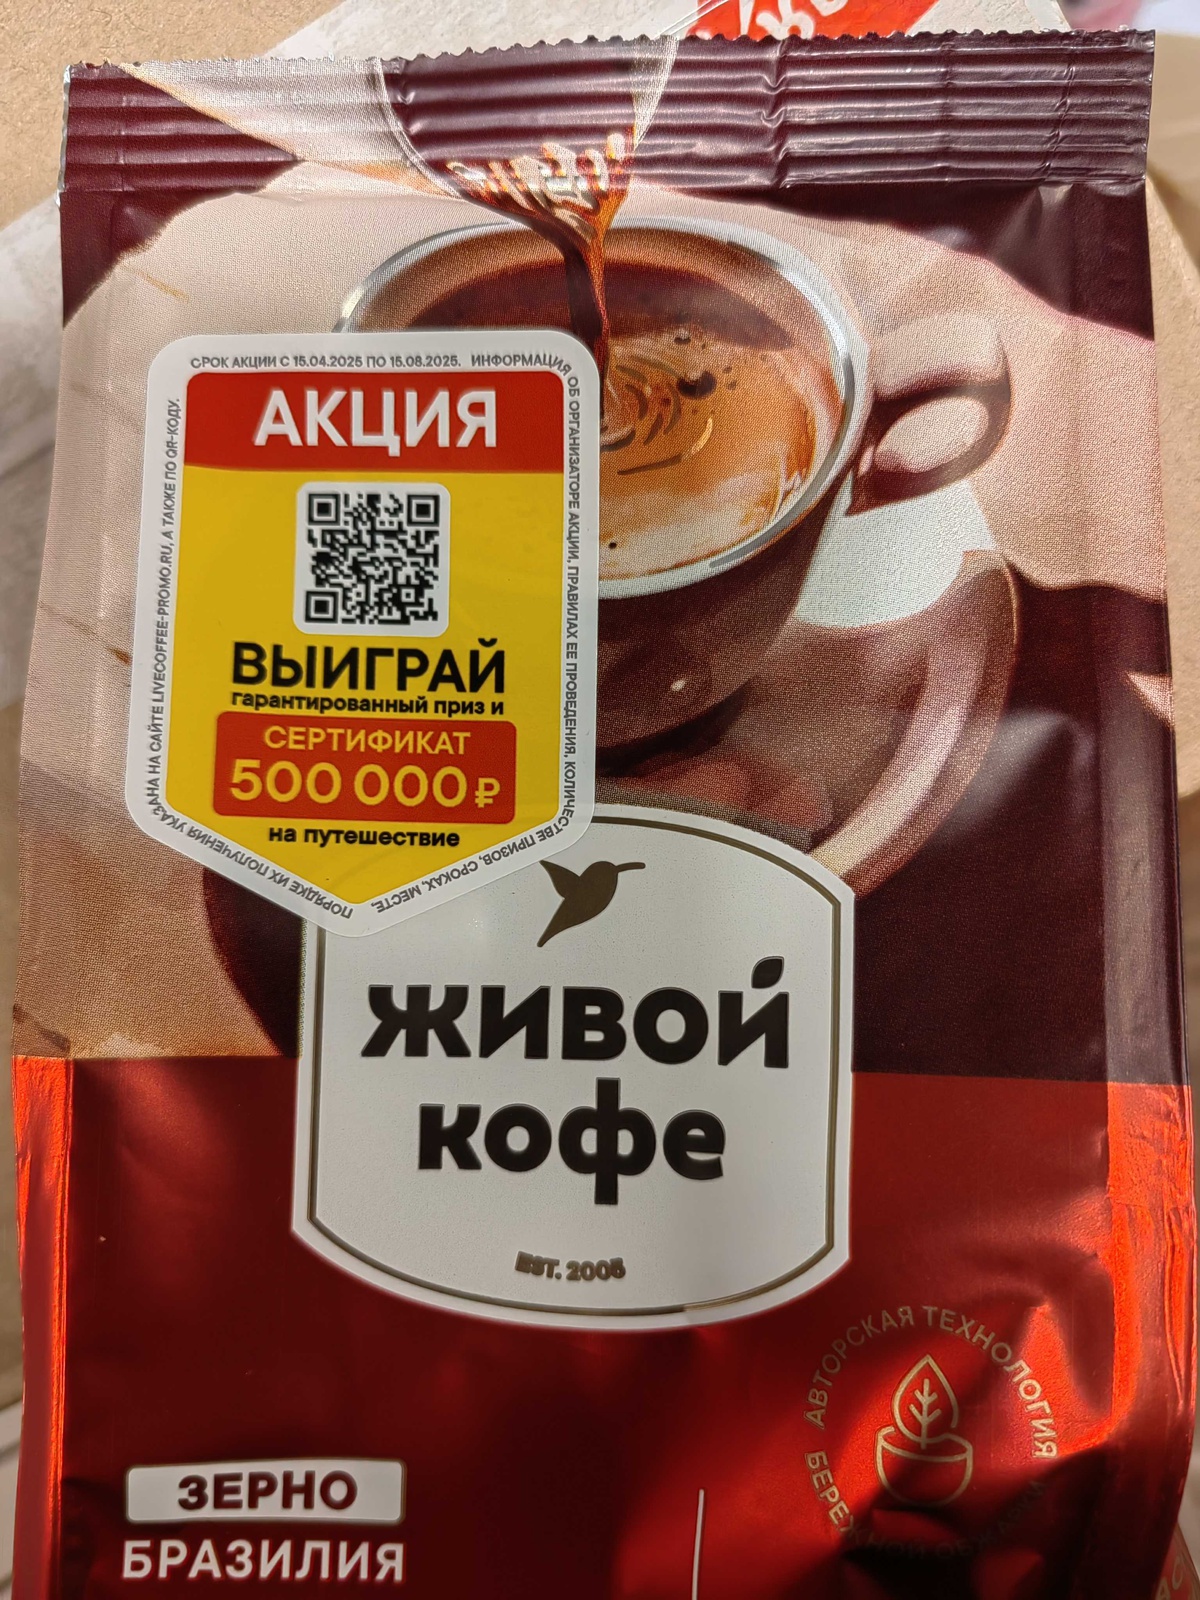 СРОК АКЦИИ С 15.04.2025 ПО 15.08.2025. ИНФОРМАЦИЯ ОБ ОРГАНИЗАТОРЕ АКЦИИ, ПРАВИЛАХ ЕЕ ПРОВЕДЕНИЯ, КОЛИЧЕСТВЕ ПРИЗОВ, СРОКАХ, МЕСТЕ,
ПОРЯДКЕ ИХ ПОЛУЧЕНИЯ УКАЗАНА НА САЙТЕ LIVECOFFEE-PROMO.RU, А ТАКЖЕ ПО QR-КОДУ.
АКЦИЯ
ВЫИГРАЙ
гарантированный приз и
СЕРТИФИКАТ
500 000 ₽
на путешествие
живой
кофе
EST. 2005
АВТОРСКАЯ ТЕХНОЛОГИЯ
БЕРЕЖНОЙ ОБЖАРКИ
ЗЕРНО
БРАЗИЛИЯ